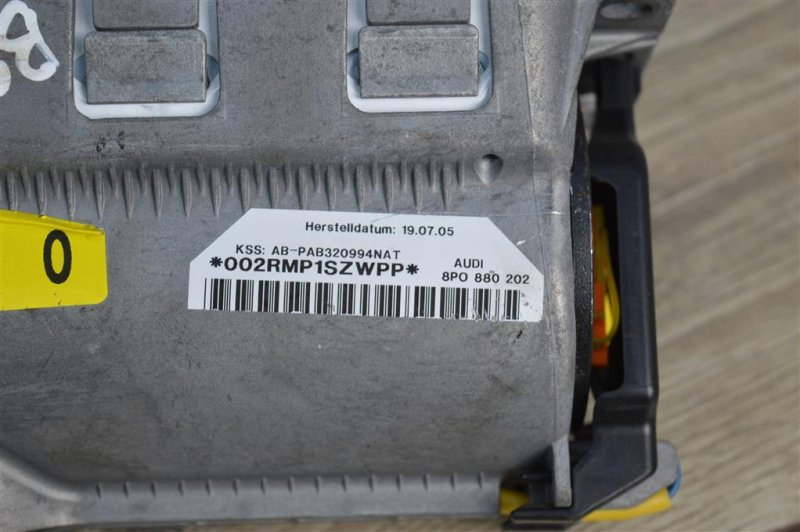 Herstelldatum: 19.07.05
KSS: AB-PAB320994NAT
*002RMP1SZWPP*
AUDI
8P0 880 202
0